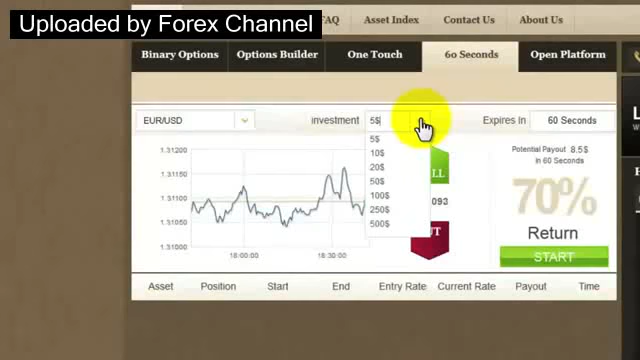 Uploaded by Forex Channel
FAQ Asset Index Contact Us About Us
Binary Options Options Builder One Touch 60 Seconds Open Platform
EUR/USD Investment 5$ Expires In 60 Seconds
5$
10$
20$
50$
100$
250$
500$
1.31200
1.31100
1.31050
1.31000
18:00:00 18:30:00
LL
093
UT
Potential Payout 8.5$
in 60 Seconds
70%
Return
START
Asset Position Start End Entry Rate Current Rate Payout Time